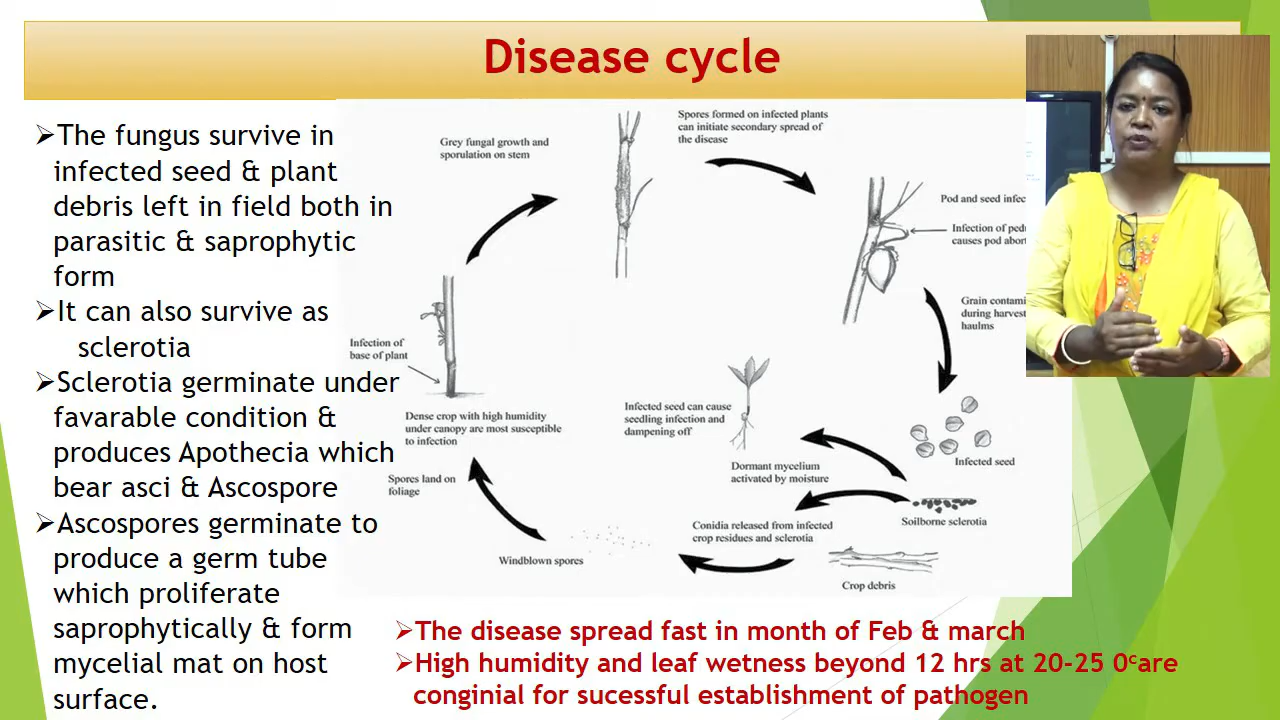 Disease cycle
➢The fungus survive in
infected seed & plant
debris left in field both in
parasitic & saprophytic
form
➢It can also survive as
sclerotia
➢Sclerotia germinate under
favarable condition &
produces Apothecia which
bear asci & Ascospore
➢Ascospores germinate to
produce a germ tube
which proliferate
saprophytically & form
mycelial mat on host
surface.
Grey fungal growth and
sporulation on stem
Spores formed on infected plants
can initiate secondary spread of
the disease
Pod and seed
Infection of
causes pod
Grain
during harvest
haulms
Infected seed
Soilborne sclerotia
Infected seed can cause
seedling infection and
dampening off
Dormant mycelium
activated by moisture
Conidia released from infected
crop residues and sclerotia
Crop debris
Windblown spores
Spores land on
foliage
Dense crop with high humidity
under canopy are most susceptible
to infection
Infection of
base of plant
➢The disease spread fast in month of Feb & march
➢High humidity and leaf wetness beyond 12 hrs at 20-25 0ᶜare
conginial for sucessful establishment of pathogen